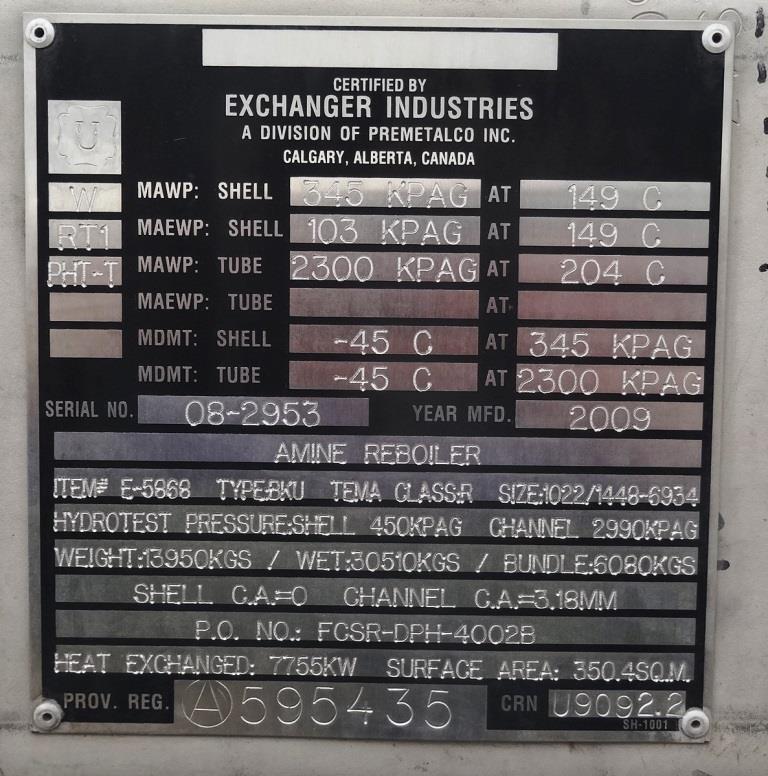 CERTIFIED BY
EXCHANGER INDUSTRIES
A DIVISION OF PREMETALCO INC.
CALGARY, ALBERTA, CANADA
U
W MAWP: SHELL 345 KPAG AT 149 C
RT1 MAEWP: SHELL 103 KPAG AT 149 C
PHT-T MAWP: TUBE 2300 KPAG AT 204 C
MAEWP: TUBE AT
MDMT: SHELL -45 C AT 345 KPAG
MDMT: TUBE -45 C AT 2300 KPAG
SERIAL NO. 08-2953 YEAR MFD. 2009
AMINE REBOILER
ITEM# E-5868 TYPE:BKU TEMA CLASS:R SIZE:1022/1448-6934
HYDROTEST PRESSURE:SHELL 450KPAG CHANNEL 2990KPAG
WEIGHT:13950KGS / WET:30510KGS / BUNDLE:6080KGS
SHELL C.A.=0 CHANNEL C.A.=3.18MM
P.O. NO.: FCSR-DPH-4002B
HEAT EXCHANGED: 7755KW SURFACE AREA: 350.4SQ.M.
PROV. REG. A 595435 CRN U9092.2
SH-1001